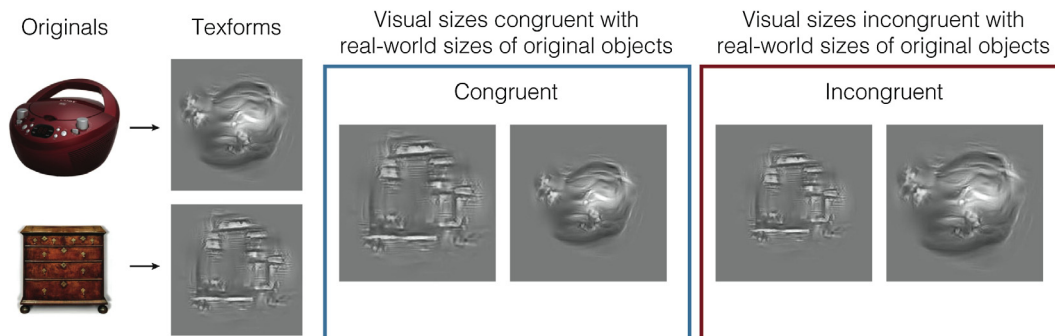 Originals
Texforms
Visual sizes congruent with
real-world sizes of original objects
Congruent
Visual sizes incongruent with
real-world sizes of original objects
Incongruent